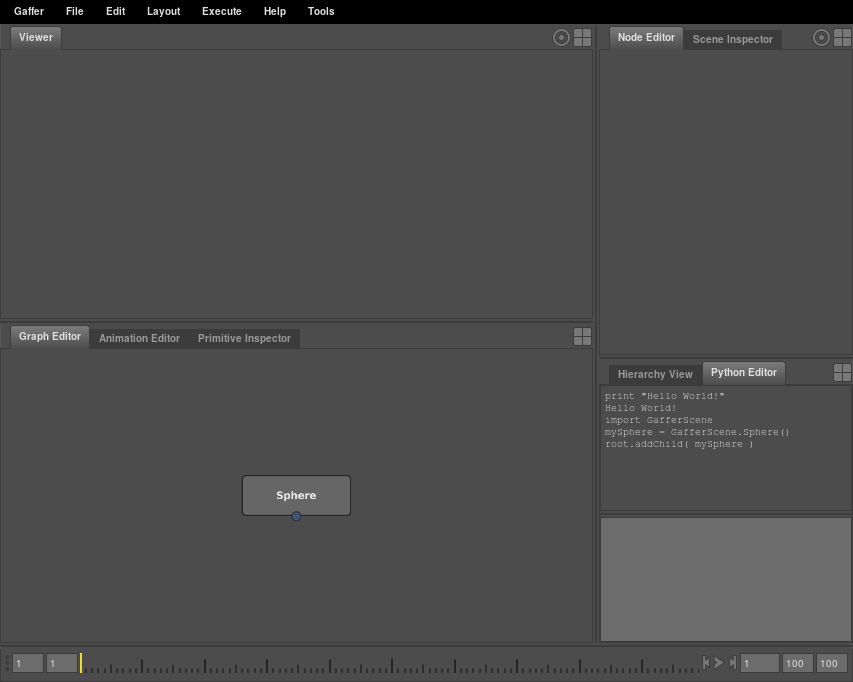 Gaffer File Edit Layout Execute Help Tools
Viewer
Node Editor Scene Inspector
Graph Editor Animation Editor Primitive Inspector
Hierarchy View Python Editor
print "Hello World!"
Hello World!
import GafferScene
mySphere = GafferScene.Sphere()
root.addChild( mySphere )
Sphere
1 1 1 100 100